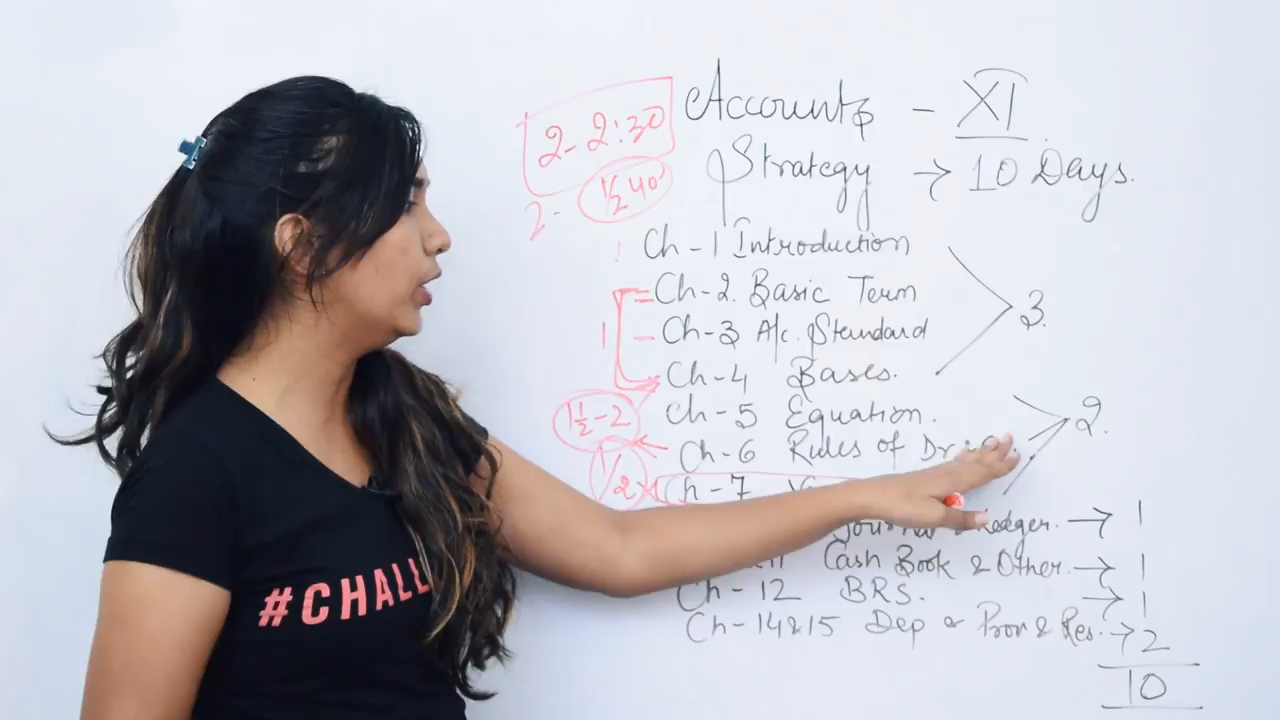 Accounts - XI
2- 2:30
Strategy → 10 Days.
2- 1/2 40'
Ch-1 Introduction
Ch-2. Basic Term
1 Ch-3 A/c. Standard 3.
Ch-4 Bases.
1 1/2 - 2 Ch-5 Equation. 2.
Ch-6 Rules of Dr
1/2 Ch-7
Journal Ledger. → 1
Cash Book & Other. → 1
Ch-12 BRS. → 1
Ch-14&15 Dep & Prov & Res. → 2
10
#CHALL